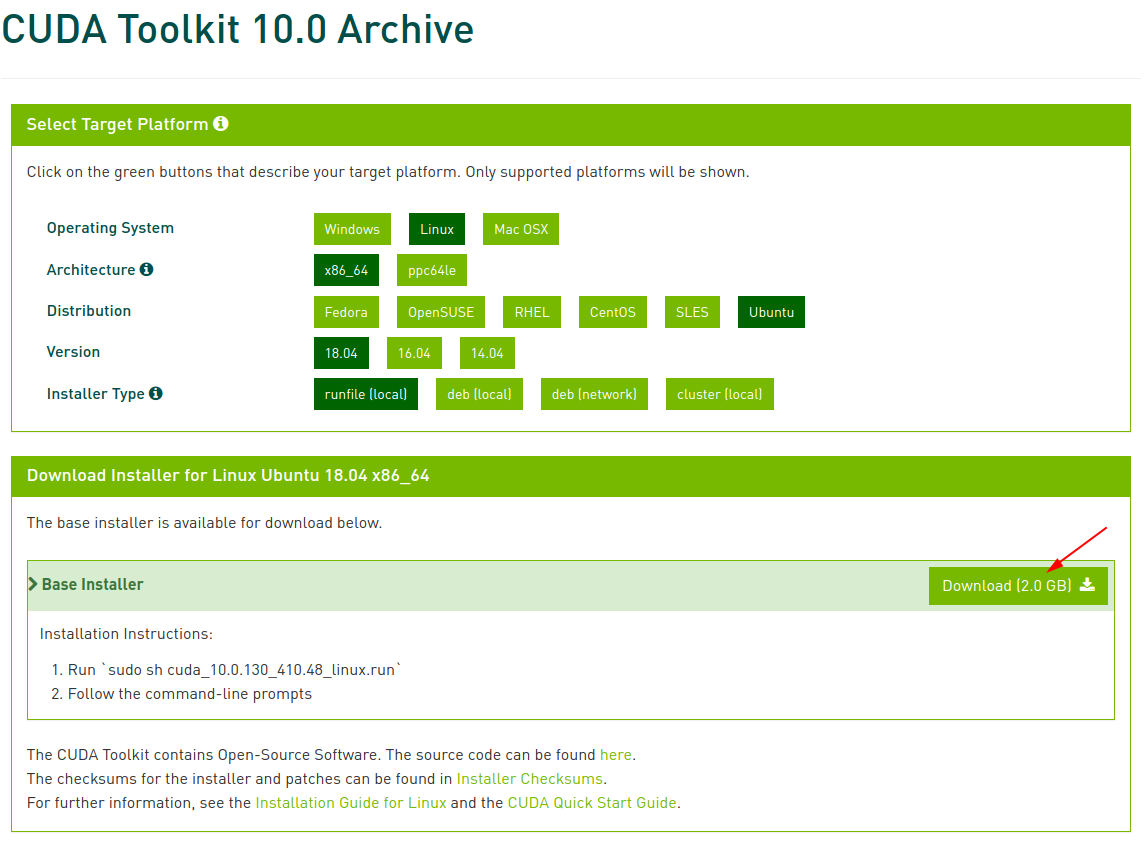 CUDA Toolkit 10.0 Archive
Select Target Platform
Click on the green buttons that describe your target platform. Only supported platforms will be shown.
Operating System Windows Linux Mac OSX
Architecture x86_64 ppc64le
Distribution Fedora OpenSUSE RHEL CentOS SLES Ubuntu
Version 18.04 16.04 14.04
Installer Type runfile (local) deb (local) deb (network) cluster (local)
Download Installer for Linux Ubuntu 18.04 x86_64
The base installer is available for download below.
Base Installer Download (2.0 GB)
Installation Instructions:
1. Run `sudo sh cuda_10.0.130_410.48_linux.run`
2. Follow the command-line prompts
The CUDA Toolkit contains Open-Source Software. The source code can be found here.
The checksums for the installer and patches can be found in Installer Checksums.
For further information, see the Installation Guide for Linux and the CUDA Quick Start Guide.